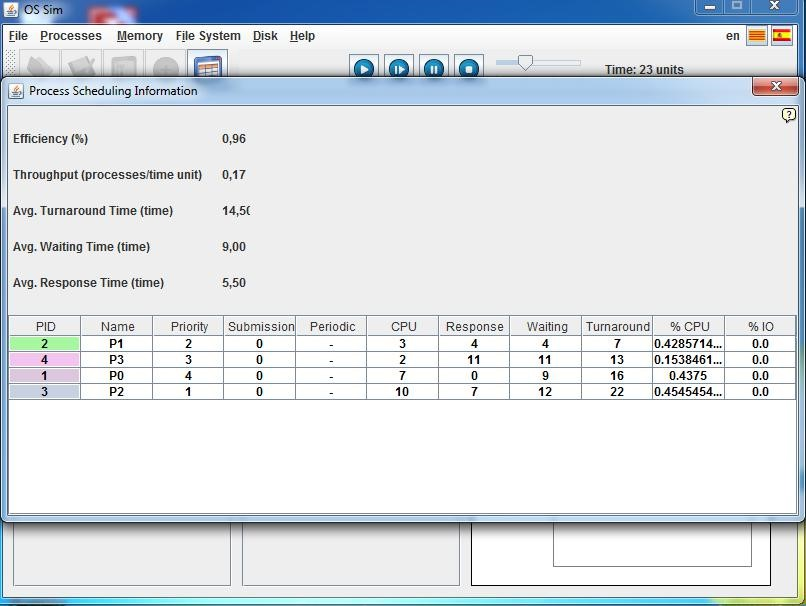 OS Sim
File Processes Memory File System Disk Help en
Time: 23 units
Process Scheduling Information
?
Efficiency (%) 0,96
Throughput (processes/time unit) 0,17
Avg. Turnaround Time (time) 14,50
Avg. Waiting Time (time) 9,00
Avg. Response Time (time) 5,50
PID Name Priority Submission Periodic CPU Response Waiting Turnaround % CPU % IO
2 P1 2 0 - 3 4 4 7 0.4285714... 0.0
4 P3 3 0 - 2 11 11 13 0.1538461... 0.0
1 P0 4 0 - 7 0 9 16 0.4375 0.0
3 P2 1 0 - 10 7 12 22 0.4545454... 0.0